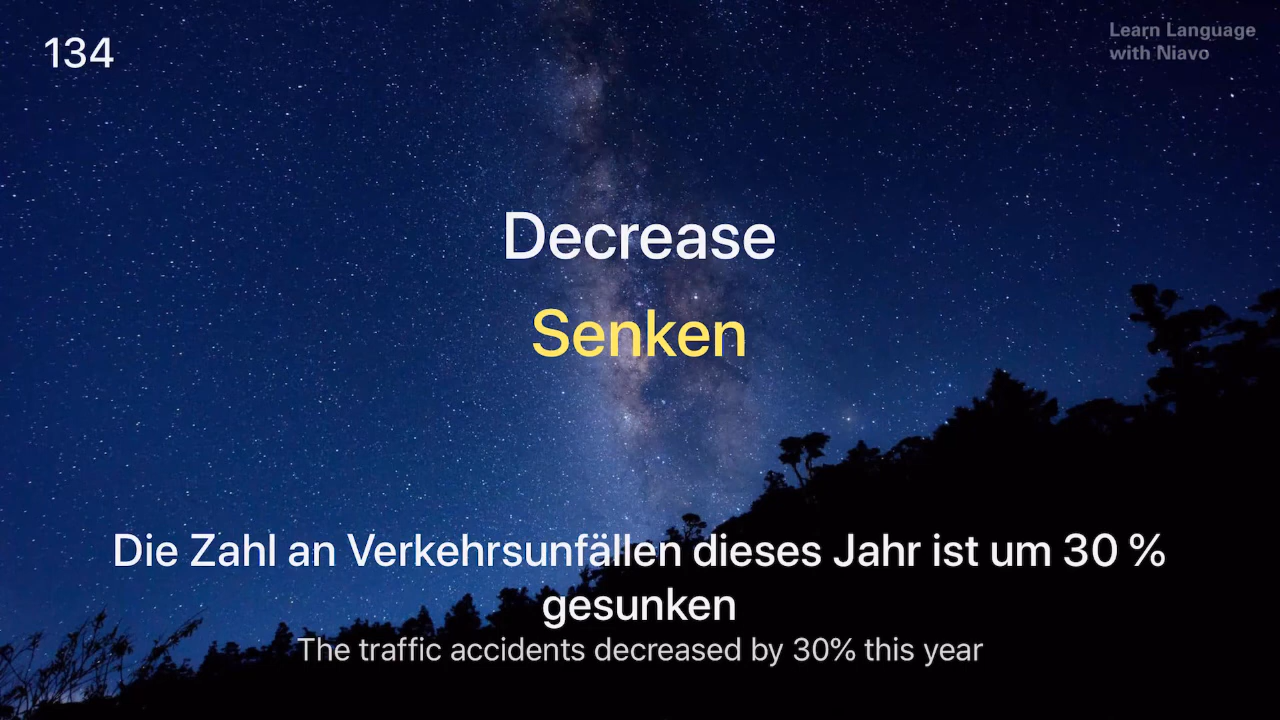 134
Learn Language
with Niavo
Decrease
Senken
Die Zahl an Verkehrsunfällen dieses Jahr ist um 30 %
gesunken
The traffic accidents decreased by 30% this year